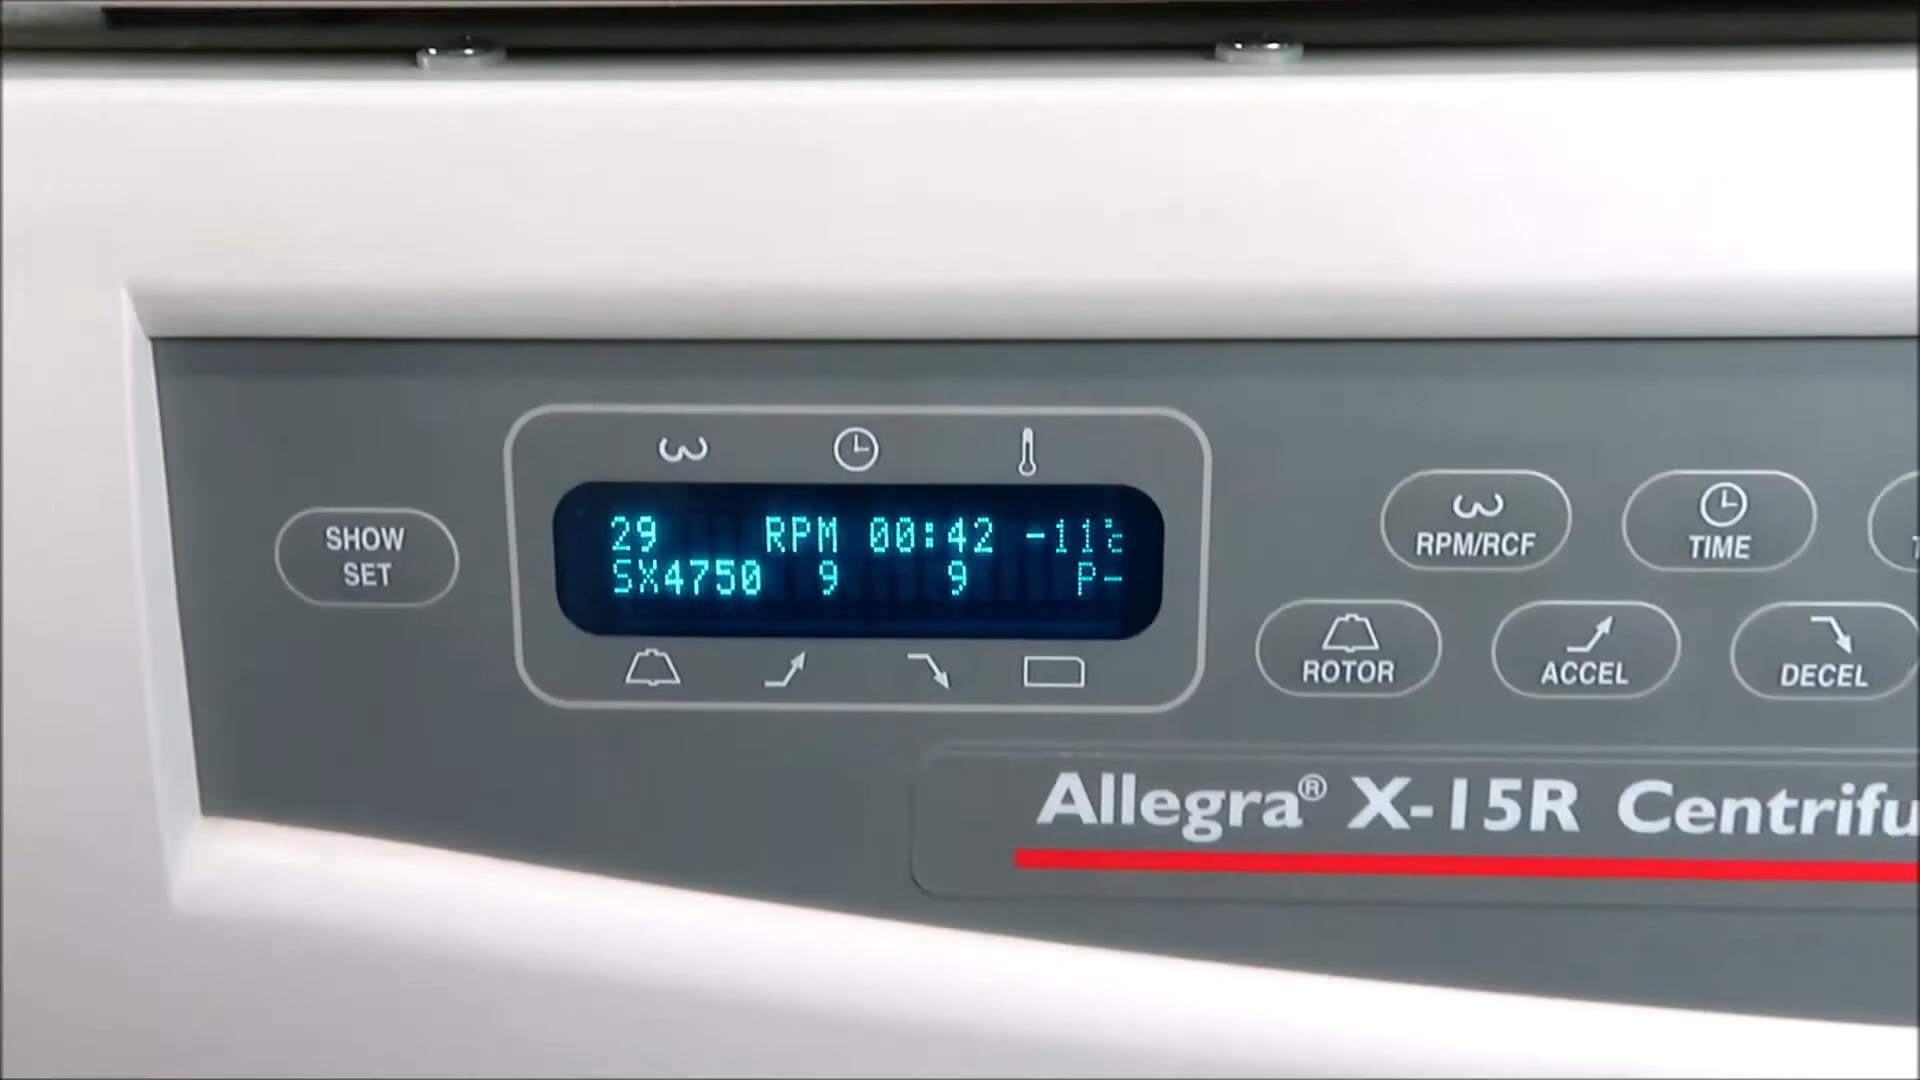 SHOW
SET
29 RPM 00:42 -11°C
SX4750 9 9 P-
RPM/RCF
TIME
ROTOR
ACCEL
DECEL
Allegra® X-15R Centrifu